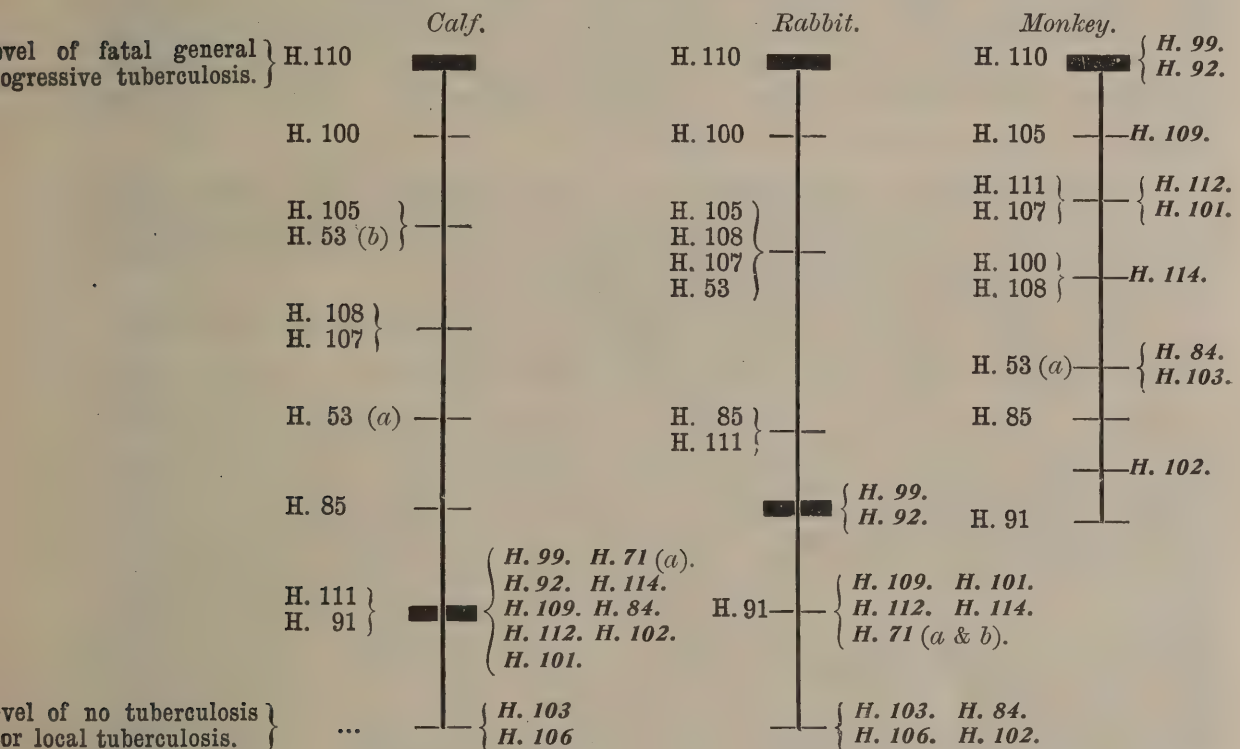 Calf. Rabbit. Monkey.
vel of fatal general } H. 110 H. 110 H. 110 { H. 99.
ogressive tuberculosis. } H. 92.
H. 100 H. 100 H. 105 H. 109.
H. 111 } { H. 112.
H. 107 } { H. 101.
H. 105 } H. 105 }
H. 53 (b) } H. 108
H. 107
H. 53
H. 100 } H. 114.
H. 108 }
H. 108 }
H. 107 }
H. 53 (a) { H. 84.
{ H. 103.
H. 53 (a) H. 85 } H. 85
H. 111 }
H. 102.
H. 85 { H. 99.
{ H. 92. H. 91
H. 111 }
H. 91 }
H. 99. H. 71 (a).
H. 92. H. 114.
H. 109. H. 84.
H. 112. H. 102.
H. 101.
H. 91 H. 109. H. 101.
H. 112. H. 114.
H. 71 (a & b).
vel of no tuberculosis } ... { H. 103 { H. 103. H. 84.
or local tuberculosis. } { H. 106 { H. 106. H. 102.